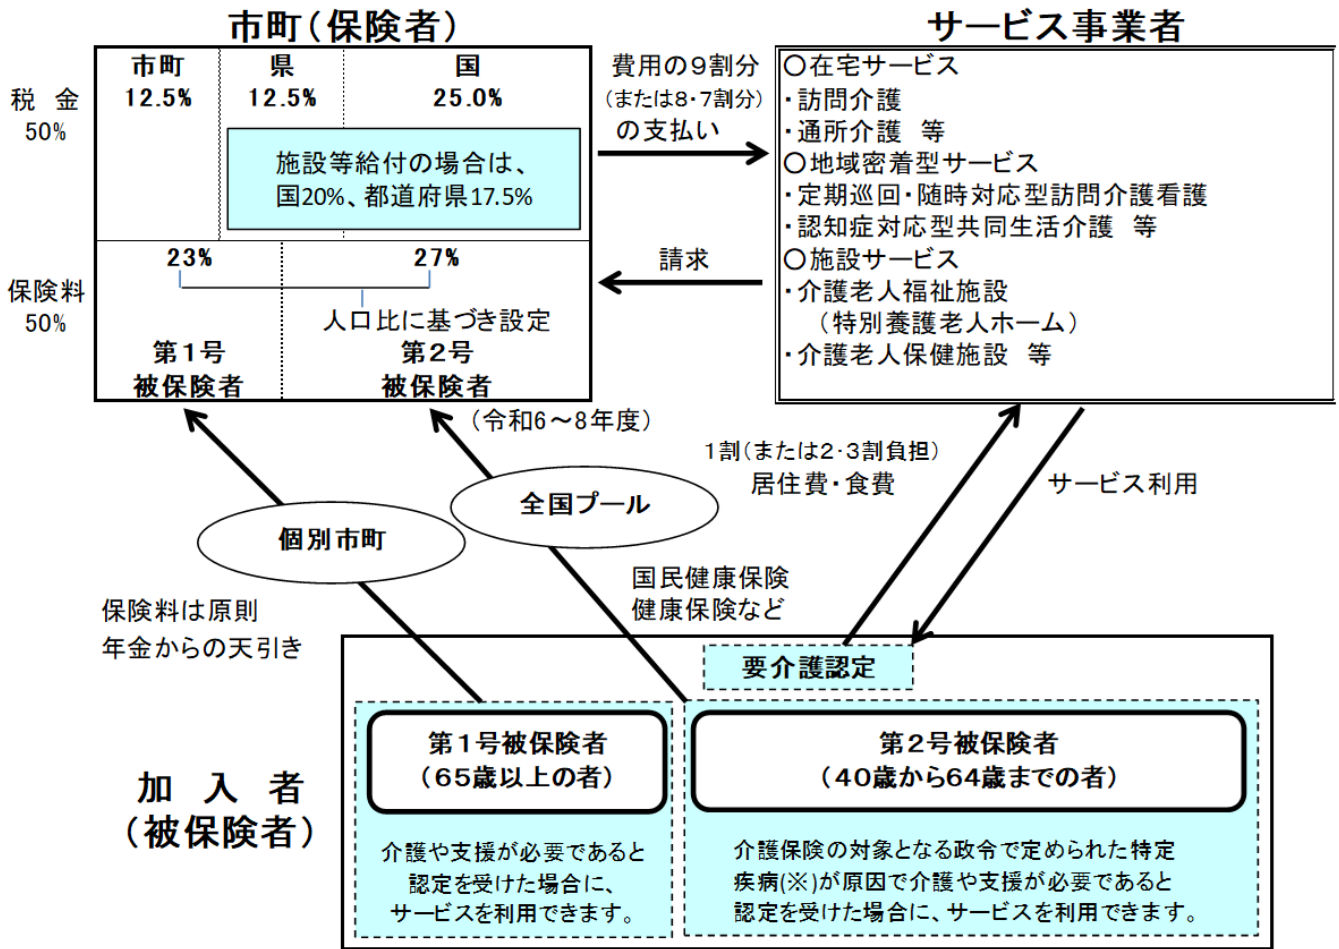 市町(保険者)
税　金
50%
市町
12.5%
県
12.5%
国
25.0%
施設等給付の場合は、
国20%、都道府県17.5%
保険料
50%
23%
27%
人口比に基づき設定
第1号
被保険者
第2号
被保険者
(令和6～8年度)
費用の9割分
(または8・7割分)
の支払い
請求
サービス事業者
○在宅サービス
・訪問介護
・通所介護　等
○地域密着型サービス
・定期巡回・随時対応型訪問介護看護
・認知症対応型共同生活介護　等
○施設サービス
・介護老人福祉施設
（特別養護老人ホーム）
・介護老人保健施設　等
1割(または2・3割負担)
居住費・食費
サービス利用
個別市町
全国プール
保険料は原則
年金からの天引き
国民健康保険
健康保険など
要介護認定
加　入　者
(被保険者)
第1号被保険者
(65歳以上の者)
介護や支援が必要であると
認定を受けた場合に、
サービスを利用できます。
第2号被保険者
(40歳から64歳までの者)
介護保険の対象となる政令で定められた特定
疾病(※)が原因で介護や支援が必要であると
認定を受けた場合に、サービスを利用できます。